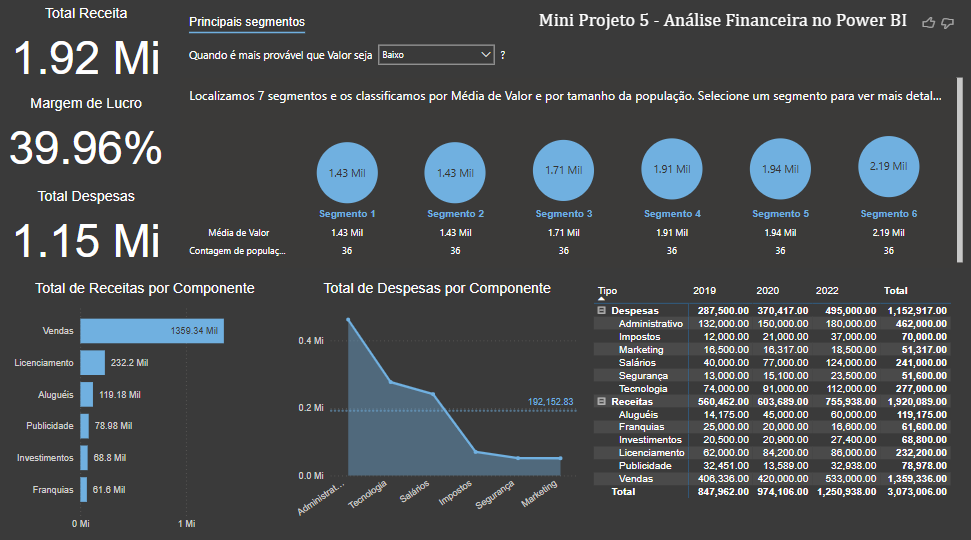 Total Receita
1.92 Mi
Margem de Lucro
39.96%
Total Despesas
1.15 Mi
Principais segmentos
Mini Projeto 5 - Análise Financeira no Power BI
Quando é mais provável que Valor seja Baixo ?
Localizamos 7 segmentos e os classificamos por Média de Valor e por tamanho da população. Selecione um segmento para ver mais detal...
1.43 Mil 1.43 Mil 1.71 Mil 1.91 Mil 1.94 Mil 2.19 Mil
Segmento 1 Segmento 2 Segmento 3 Segmento 4 Segmento 5 Segmento 6
Média de Valor 1.43 Mil 1.43 Mil 1.71 Mil 1.91 Mil 1.94 Mil 2.19 Mil
Contagem de populaç... 36 36 36 36 36 36
Total de Receitas por Componente
Vendas 1359.34 Mil
Licenciamento 232.2 Mil
Aluguéis 119.18 Mil
Publicidade 78.98 Mil
Investimentos 68.8 Mil
Franquias 61.6 Mil
0 Mi 1 Mi
Total de Despesas por Componente
0.4 Mi
192,152.83
0.2 Mi
0.0 Mi
Administrat... Tecnologia Salários Impostos Segurança Marketing
Tipo 2019 2020 2022 Total
Despesas 287,500.00 370,417.00 495,000.00 1,152,917.00
Administrativo 132,000.00 150,000.00 180,000.00 462,000.00
Impostos 12,000.00 21,000.00 37,000.00 70,000.00
Marketing 16,500.00 16,317.00 18,500.00 51,317.00
Salários 40,000.00 77,000.00 124,000.00 241,000.00
Segurança 13,000.00 15,100.00 23,500.00 51,600.00
Tecnologia 74,000.00 91,000.00 112,000.00 277,000.00
Receitas 560,462.00 603,689.00 755,938.00 1,920,089.00
Aluguéis 14,175.00 45,000.00 60,000.00 119,175.00
Franquias 25,000.00 20,000.00 16,600.00 61,600.00
Investimentos 20,500.00 20,900.00 27,400.00 68,800.00
Licenciamento 62,000.00 84,200.00 86,000.00 232,200.00
Publicidade 32,451.00 13,589.00 32,938.00 78,978.00
Vendas 406,336.00 420,000.00 533,000.00 1,359,336.00
Total 847,962.00 974,106.00 1,250,938.00 3,073,006.00